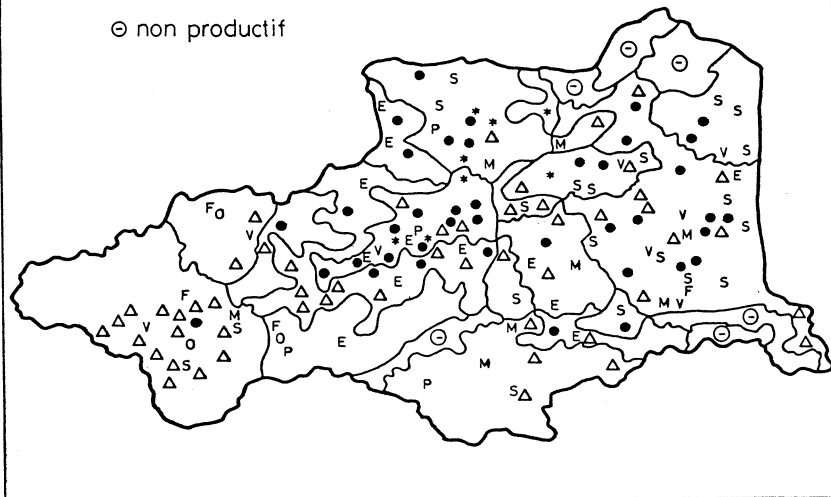 ⊖ non productif
S
S
E S S
P
E M V S
S
M V
E
E S S
S
F O S V
S
V P M
S
E
V E
E V S
E M
E S S
F F
S
E M V
S
M
V S F M
O O E E
P
S M
P
S